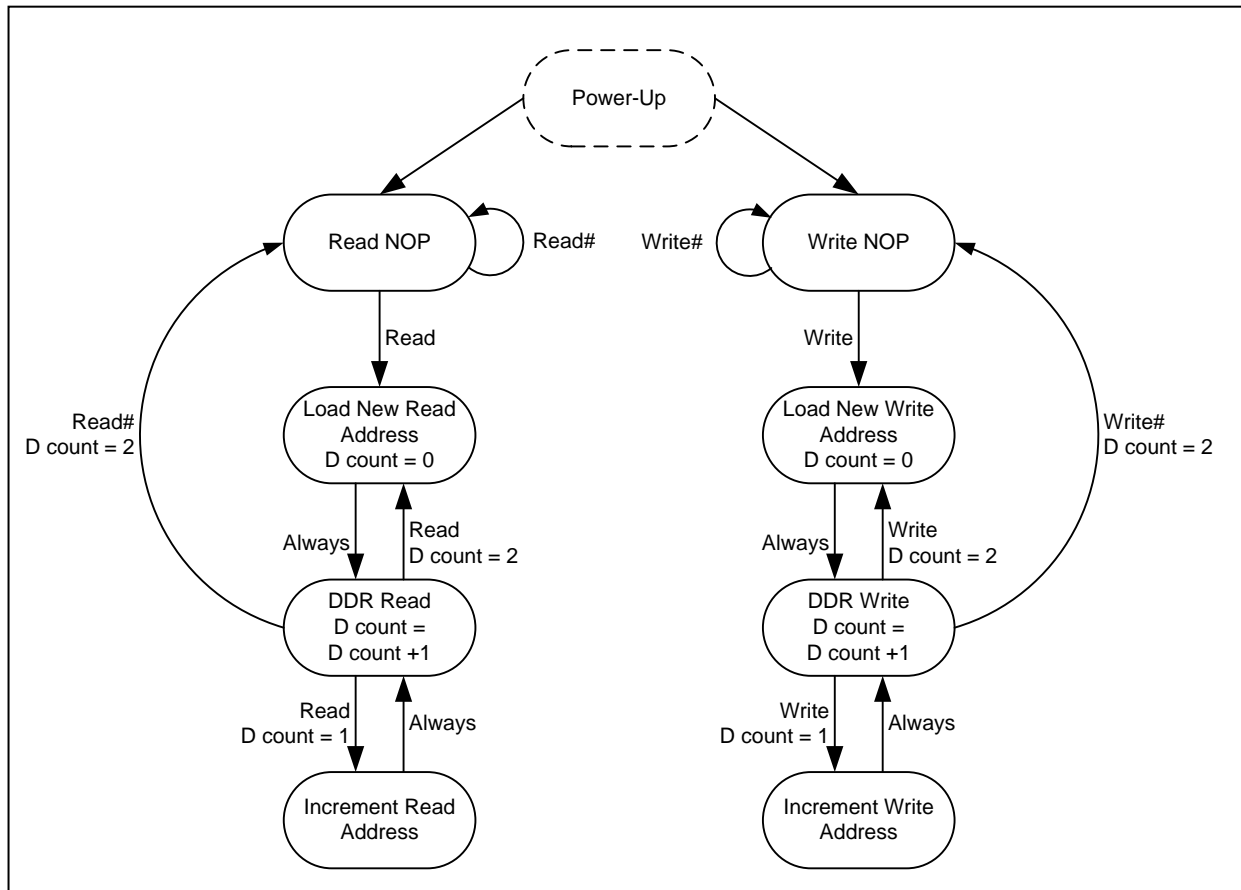 Power-Up
Read NOP
Read#
Write#
Write NOP
Read
Write
Load New Read
Address
D count = 0
Load New Write
Address
D count = 0
Read#
D count = 2
Write#
D count = 2
Always
Read
D count = 2
Always
Write
D count = 2
DDR Read
D count =
D count +1
DDR Write
D count =
D count +1
Read
D count = 1
Always
Write
D count = 1
Always
Increment Read
Address
Increment Write
Address